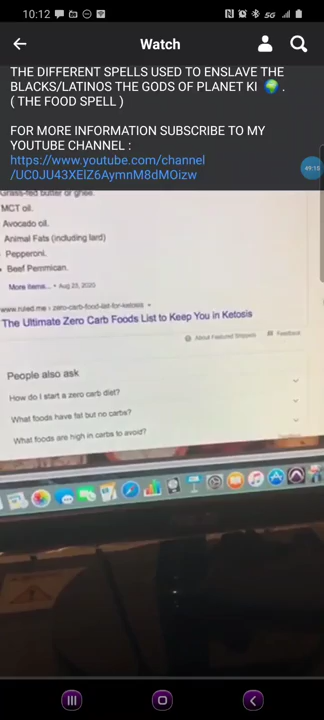 10:12
5G
Watch
THE DIFFERENT SPELLS USED TO ENSLAVE THE
BLACKS/LATINOS THE GODS OF PLANET KI 🌍 .
( THE FOOD SPELL )
FOR MORE INFORMATION SUBSCRIBE TO MY
YOUTUBE CHANNEL :
https://www.youtube.com/channel
/UC0JU43XElZ6AymnM8dMOizw
49:15
Grass-fed butter or ghee.
MCT oil.
Avocado oil.
Animal Fats (including lard)
Pepperoni.
Beef Pemmican.
More items... • Aug 23, 2020
www.ruled.me › zero-carb-food-list-for-ketosis
The Ultimate Zero Carb Foods List to Keep You in Ketosis
About Featured Snippets
Feedback
People also ask
How do I start a zero carb diet?
What foods have fat but no carbs?
What foods are high in carbs to avoid?